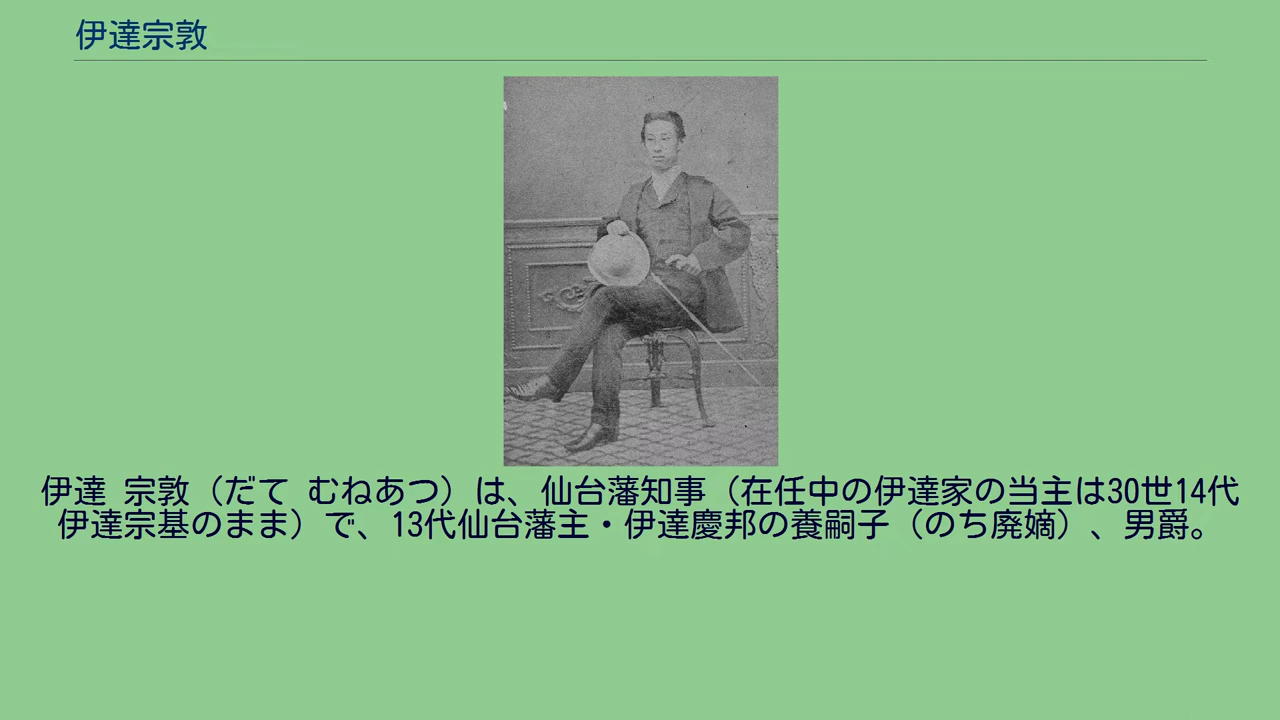 伊達宗敦
伊達 宗敦（だて むねあつ）は、仙台藩知事（在任中の伊達家の当主は30世14代
伊達宗基のまま）で、13代仙台藩主・伊達慶邦の養嗣子（のち廃嫡）、男爵。